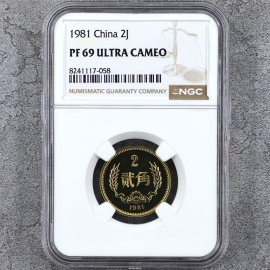 1981 China 2J
PF 69 ULTRA CAMEO
8241117-058
NUMISMATIC GUARANTY COMPANY
NGC
2
贰角
1981